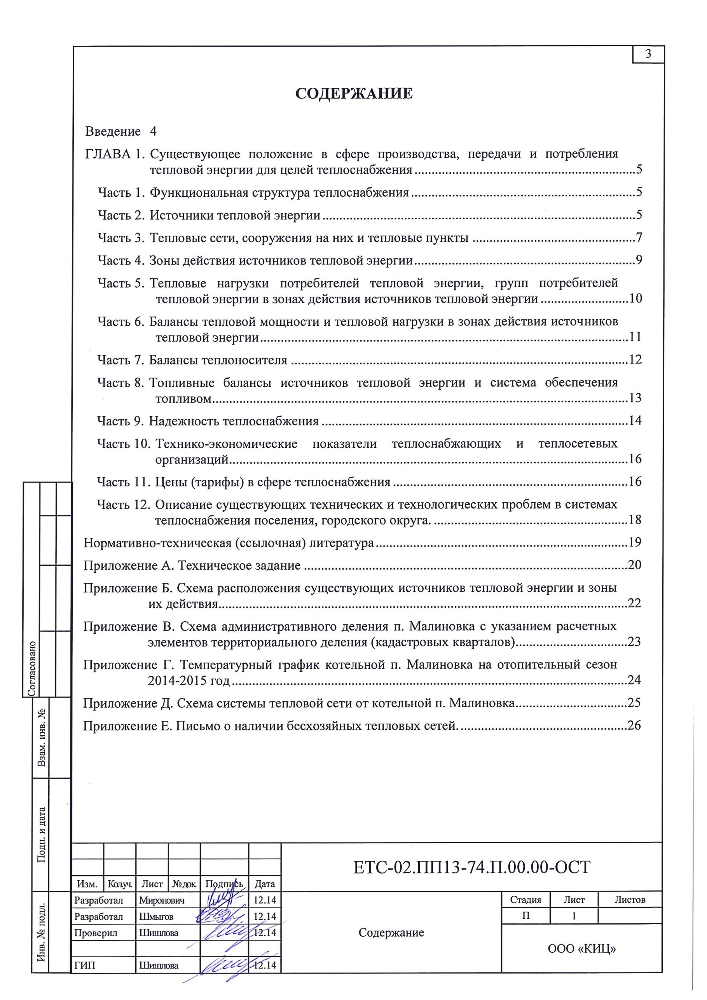 3
СОДЕРЖАНИЕ
Введение 4
ГЛАВА 1. Существующее положение в сфере производства, передачи и потребления
тепловой энергии для целей теплоснабжения.....5
Часть 1. Функциональная структура теплоснабжения.....5
Часть 2. Источники тепловой энергии.....5
Часть 3. Тепловые сети, сооружения на них и тепловые пункты.....7
Часть 4. Зоны действия источников тепловой энергии.....9
Часть 5. Тепловые нагрузки потребителей тепловой энергии, групп потребителей
тепловой энергии в зонах действия источников тепловой энергии.....10
Часть 6. Балансы тепловой мощности и тепловой нагрузки в зонах действия источников
тепловой энергии.....11
Часть 7. Балансы теплоносителя.....12
Часть 8. Топливные балансы источников тепловой энергии и система обеспечения
топливом.....13
Часть 9. Надежность теплоснабжения.....14
Часть 10. Технико-экономические показатели теплоснабжающих и теплосетевых
организаций.....16
Часть 11. Цены (тарифы) в сфере теплоснабжения.....16
Часть 12. Описание существующих технических и технологических проблем в системах
теплоснабжения поселения, городского округа......18
Нормативно-техническая (ссылочная) литература.....19
Приложение А. Техническое задание.....20
Приложение Б. Схема расположения существующих источников тепловой энергии и зоны
их действия.....22
Приложение В. Схема административного деления п. Малиновка с указанием расчетных
элементов территориального деления (кадастровых кварталов).....23
Приложение Г. Температурный график котельной п. Малиновка на отопительный сезон
2014-2015 год.....24
Приложение Д. Схема системы тепловой сети от котельной п. Малиновка.....25
Приложение Е. Письмо о наличии бесхозяйных тепловых сетей......26
Согласовано
Взам. инв. №
Подп. и дата
Инв. № подл.
ЕТС-02.ПП13-74.П.00.00-ОСТ
Изм. Колуч. Лист №док. Подпись Дата
Разработал Миронович 12.14
Разработал Шмыгов 12.14
Проверил Шишлова 12.14
ГИП Шишлова 12.14
Содержание
Стадия Лист Листов
П 1
ООО «КИЦ»